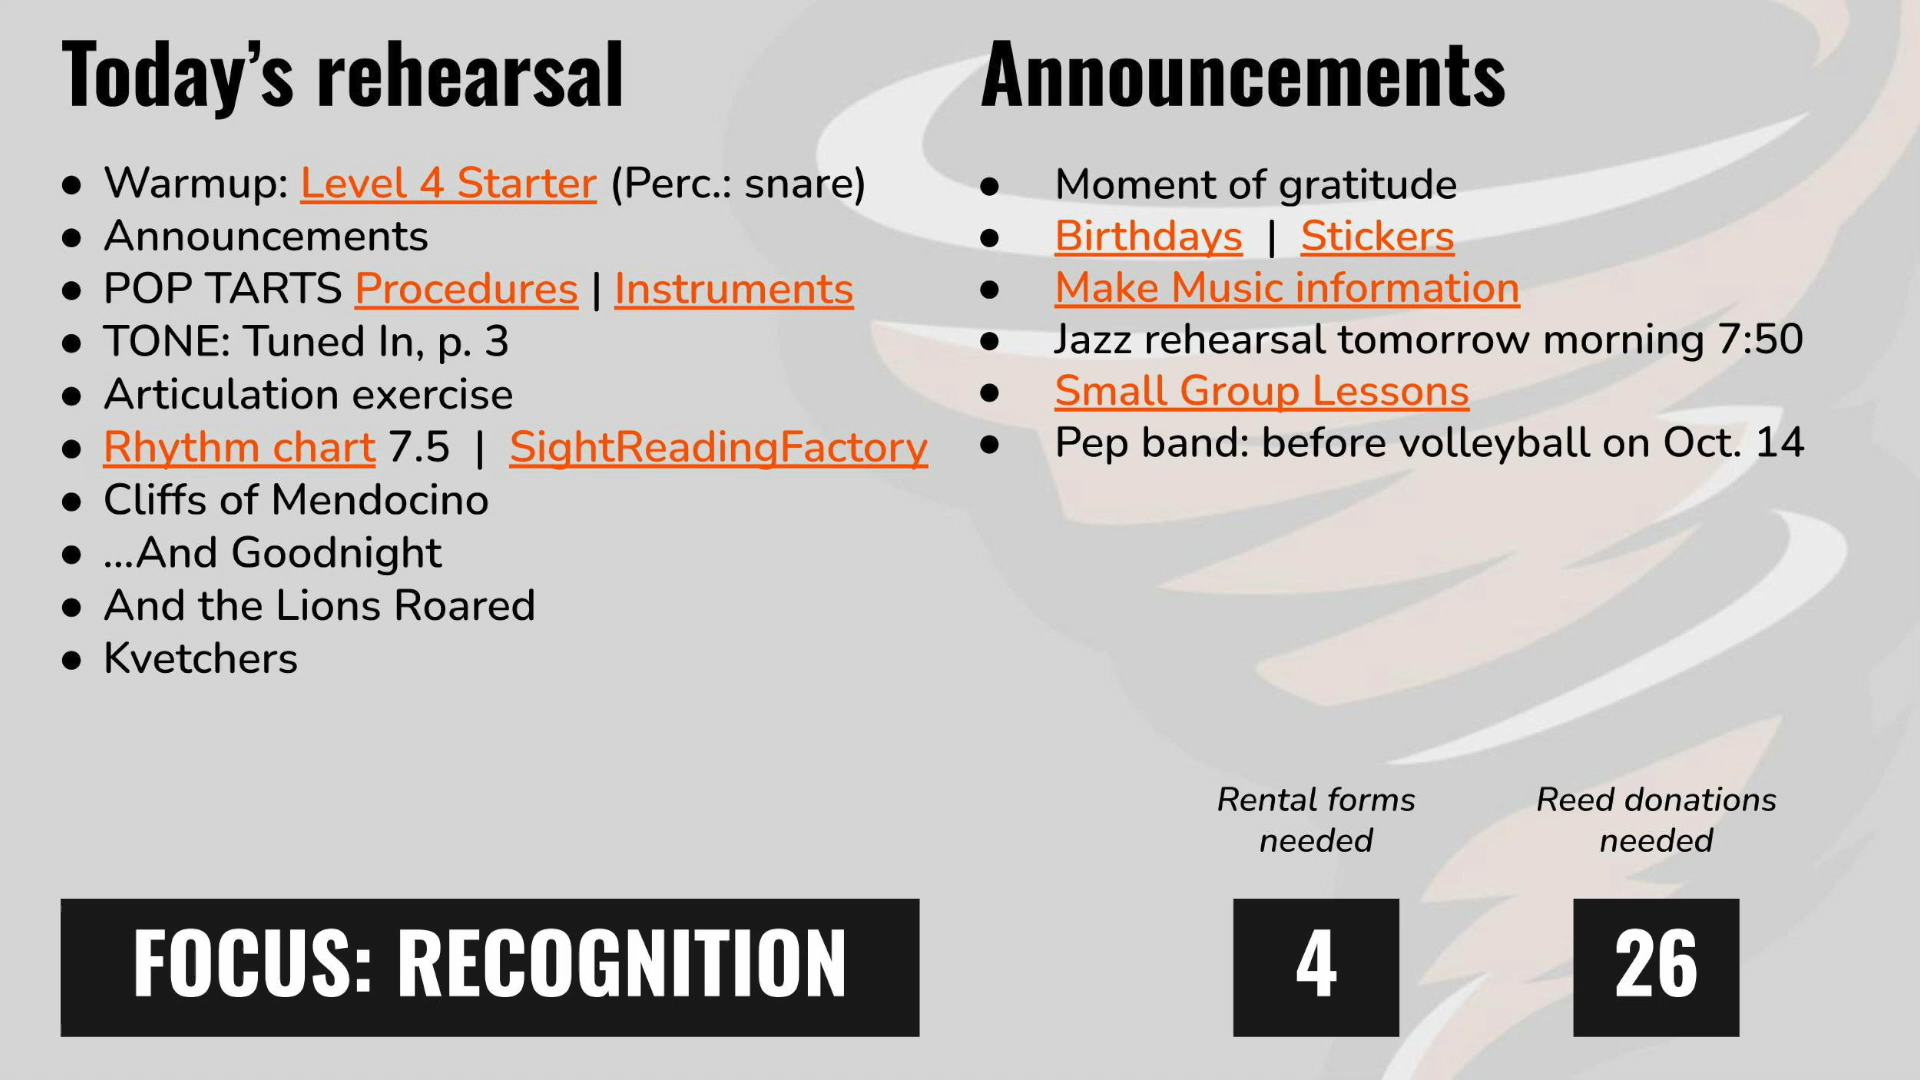 Today’s rehearsal
● Warmup: Level 4 Starter (Perc.: snare)
● Announcements
● POP TARTS Procedures | Instruments
● TONE: Tuned In, p. 3
● Articulation exercise
● Rhythm chart 7.5 | SightReadingFactory
● Cliffs of Mendocino
● ...And Goodnight
● And the Lions Roared
● Kvetchers
FOCUS: RECOGNITION
Announcements
● Moment of gratitude
● Birthdays | Stickers
● Make Music information
● Jazz rehearsal tomorrow morning 7:50
● Small Group Lessons
● Pep band: before volleyball on Oct. 14
Rental forms
needed
4
Reed donations
needed
26